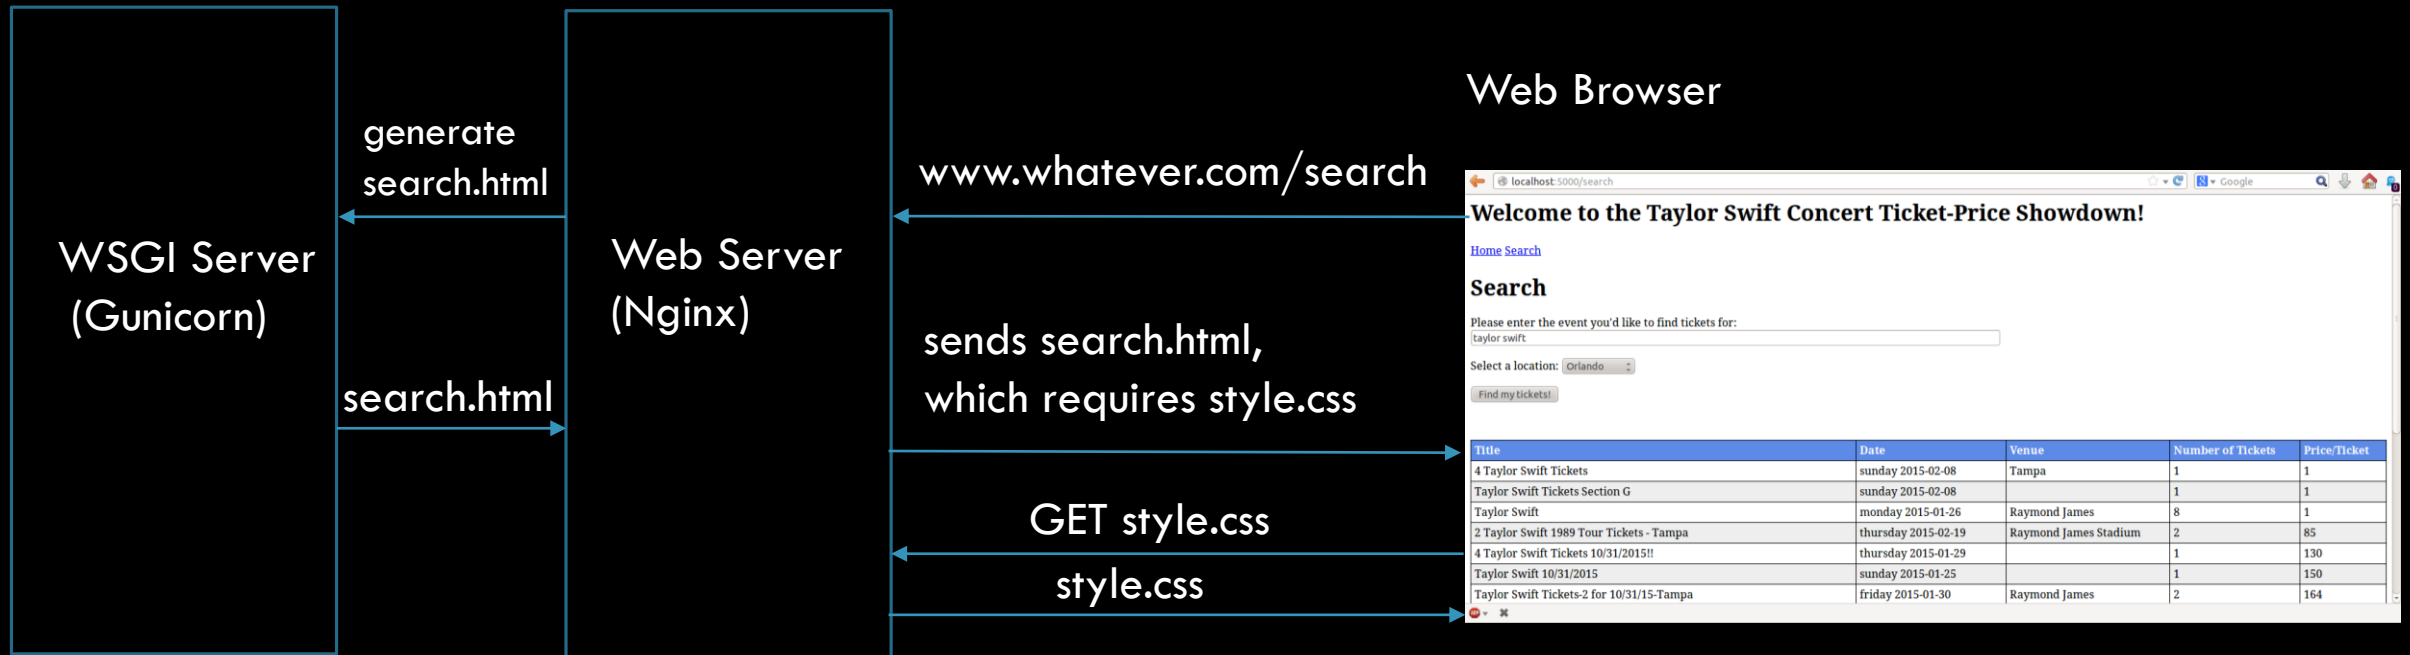 Web Browser
generate
search.html
www.whatever.com/search
WSGI Server
(Gunicorn)
Web Server
(Nginx)
search.html
sends search.html,
which requires style.css
GET style.css
style.css
localhost:5000/search
Google
Welcome to the Taylor Swift Concert Ticket-Price Showdown!
Home Search
Search
Please enter the event you'd like to find tickets for:
taylor swift
Select a location: Orlando
Find my tickets!
Title Date Venue Number of Tickets Price/Ticket
4 Taylor Swift Tickets sunday 2015-02-08 Tampa 1 1
Taylor Swift Tickets Section G sunday 2015-02-08 1 1
Taylor Swift monday 2015-01-26 Raymond James 8 1
2 Taylor Swift 1989 Tour Tickets - Tampa thursday 2015-02-19 Raymond James Stadium 2 85
4 Taylor Swift Tickets 10/31/2015!! thursday 2015-01-29 1 130
Taylor Swift 10/31/2015 sunday 2015-01-25 1 150
Taylor Swift Tickets-2 for 10/31/15-Tampa friday 2015-01-30 Raymond James 2 164